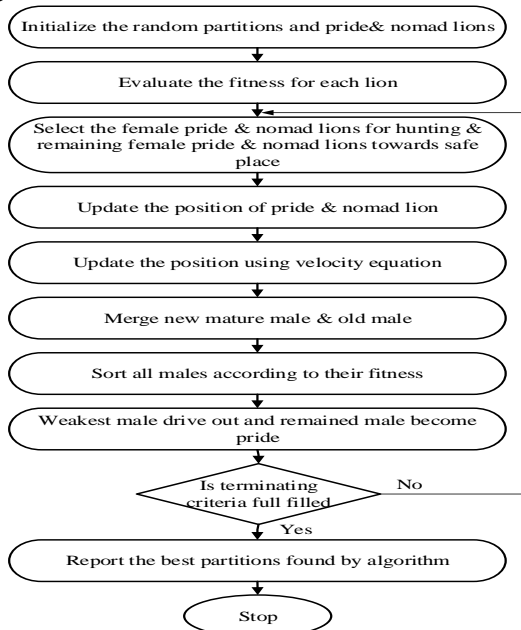 Initialize the random partitions and pride& nomad lions
Evaluate the fitness for each lion
Select the female pride & nomad lions for hunting &
remaining female pride & nomad lions towards safe
place
Update the position of pride & nomad lion
Update the position using velocity equation
Merge new mature male & old male
Sort all males according to their fitness
Weakest male drive out and remained male become
pride
Is terminating
criteria full filled
No
Yes
Report the best partitions found by algorithm
Stop